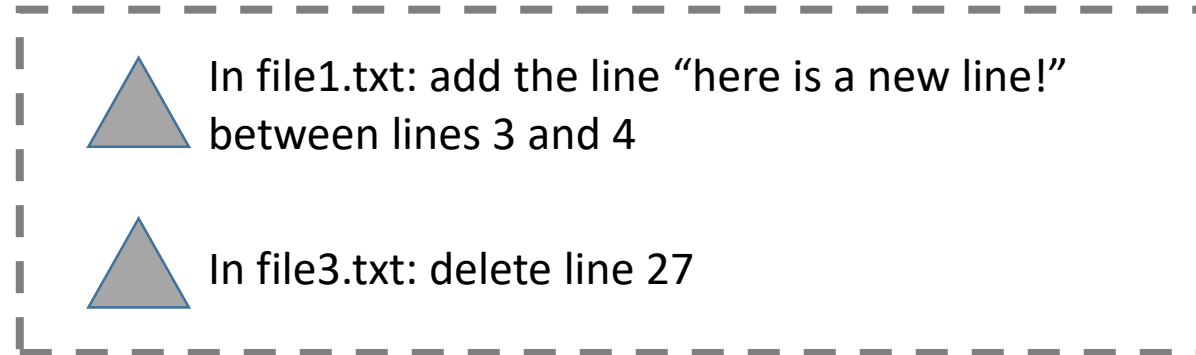 In file1.txt: add the line “here is a new line!”
between lines 3 and 4
In file3.txt: delete line 27